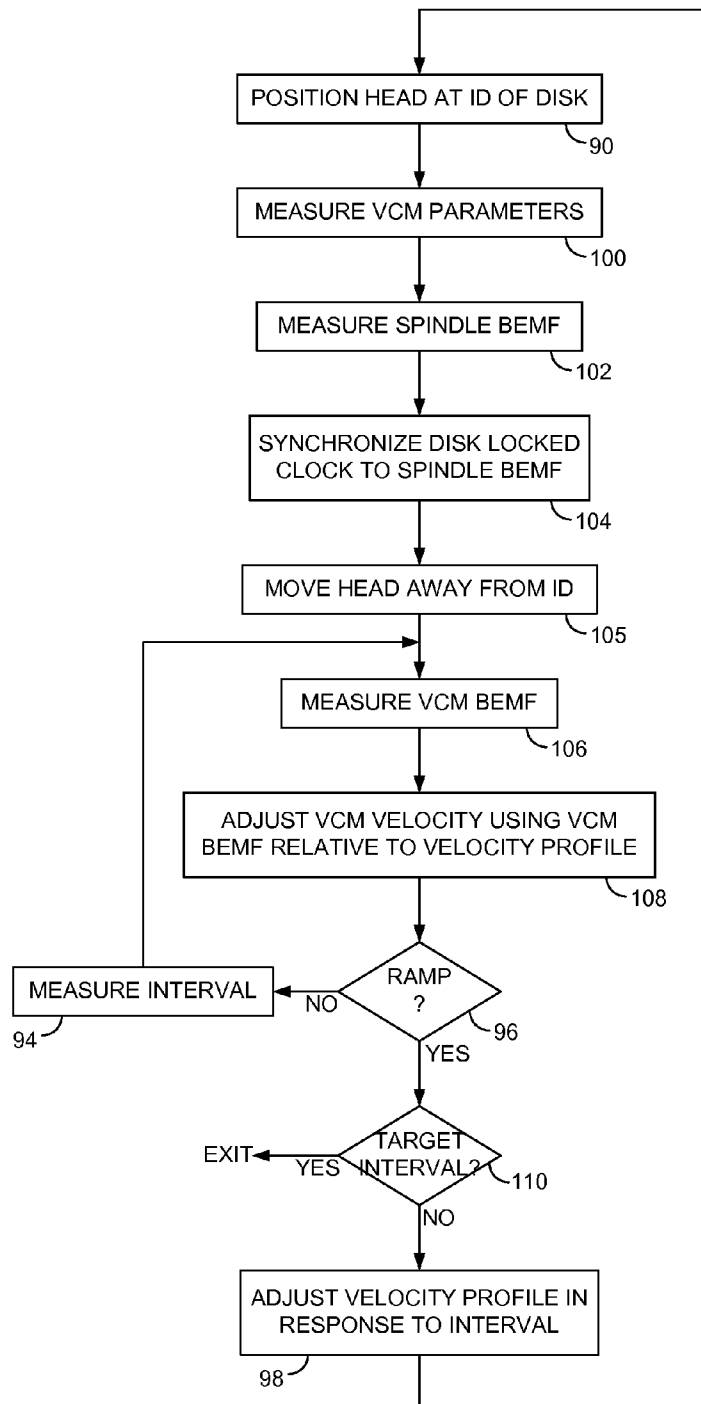 POSITION HEAD AT ID OF DISK
90
MEASURE VCM PARAMETERS
100
MEASURE SPINDLE BEMF
102
SYNCHRONIZE DISK LOCKED
CLOCK TO SPINDLE BEMF
104
MOVE HEAD AWAY FROM ID
105
MEASURE VCM BEMF
106
ADJUST VCM VELOCITY USING VCM
BEMF RELATIVE TO VELOCITY PROFILE
108
RAMP
?
96
NO
MEASURE INTERVAL
94
YES
TARGET
INTERVAL?
110
YES
EXIT
NO
ADJUST VELOCITY PROFILE IN
RESPONSE TO INTERVAL
98